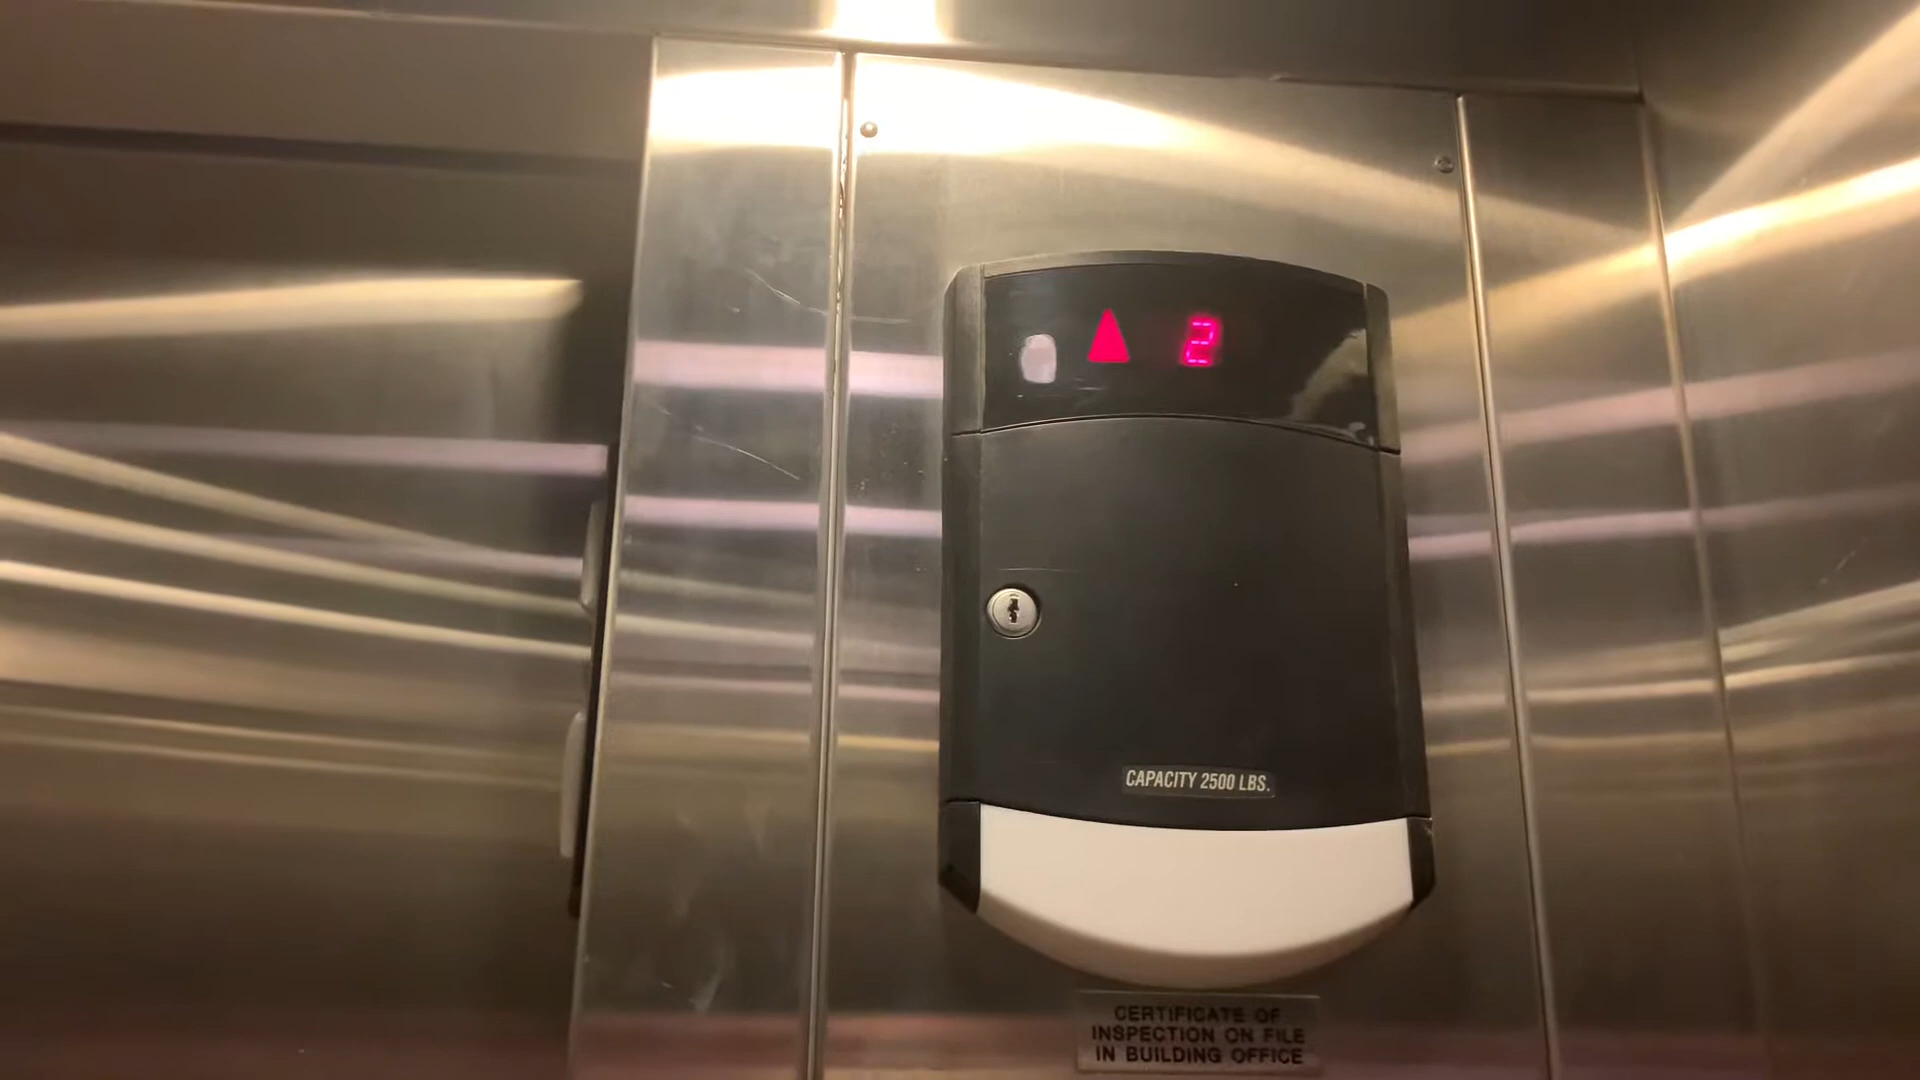 2
CAPACITY 2500 LBS.
CERTIFICATE OF
INSPECTION ON FILE
IN BUILDING OFFICE